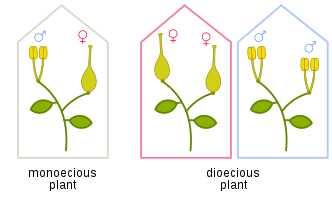 ♂ ♀ ♀ ♀ ♂ ♂
monoecious
plant
dioecious
plant